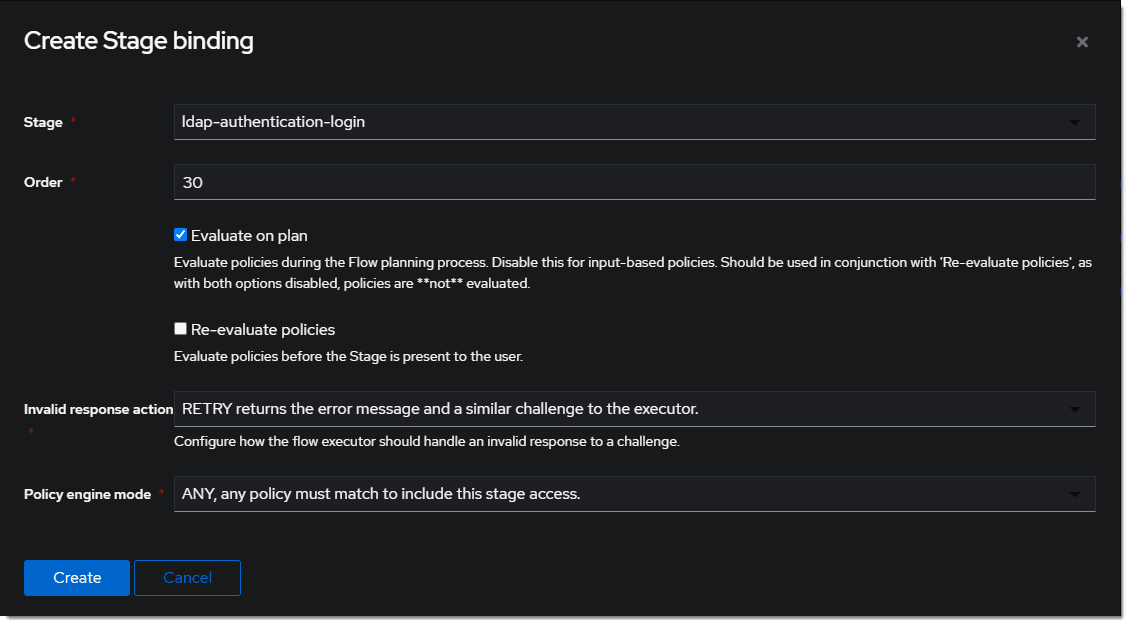 Create Stage binding
×
Stage *
ldap-authentication-login
Order *
30
Evaluate on plan
Evaluate policies during the Flow planning process. Disable this for input-based policies. Should be used in conjunction with 'Re-evaluate policies', as
with both options disabled, policies are **not** evaluated.
Re-evaluate policies
Evaluate policies before the Stage is present to the user.
Invalid response action
*
RETRY returns the error message and a similar challenge to the executor.
Configure how the flow executor should handle an invalid response to a challenge.
Policy engine mode *
ANY, any policy must match to include this stage access.
Create
Cancel